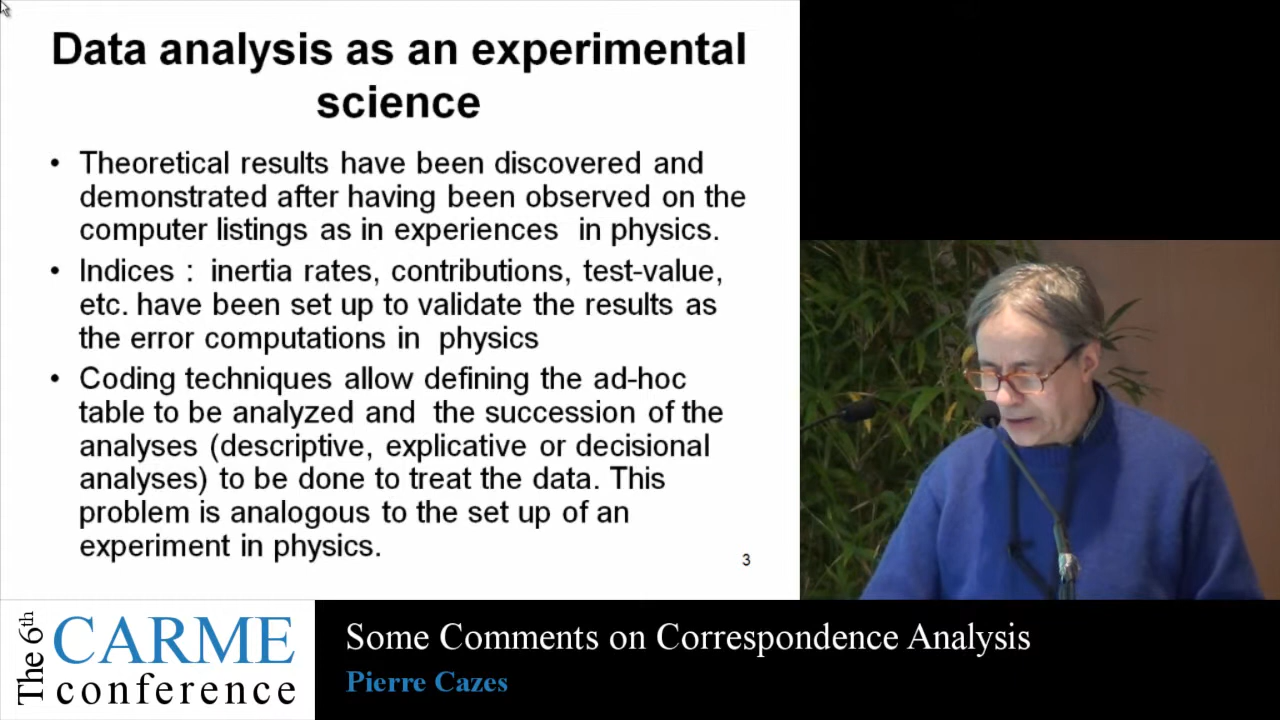 Data analysis as an experimental
science
• Theoretical results have been discovered and
demonstrated after having been observed on the
computer listings as in experiences in physics.
• Indices : inertia rates, contributions, test-value,
etc. have been set up to validate the results as
the error computations in physics
• Coding techniques allow defining the ad-hoc
table to be analyzed and the succession of the
analyses (descriptive, explicative or decisional
analyses) to be done to treat the data. This
problem is analogous to the set up of an
experiment in physics.
3
The 6th
CARME
conference
Some Comments on Correspondence Analysis
Pierre Cazes